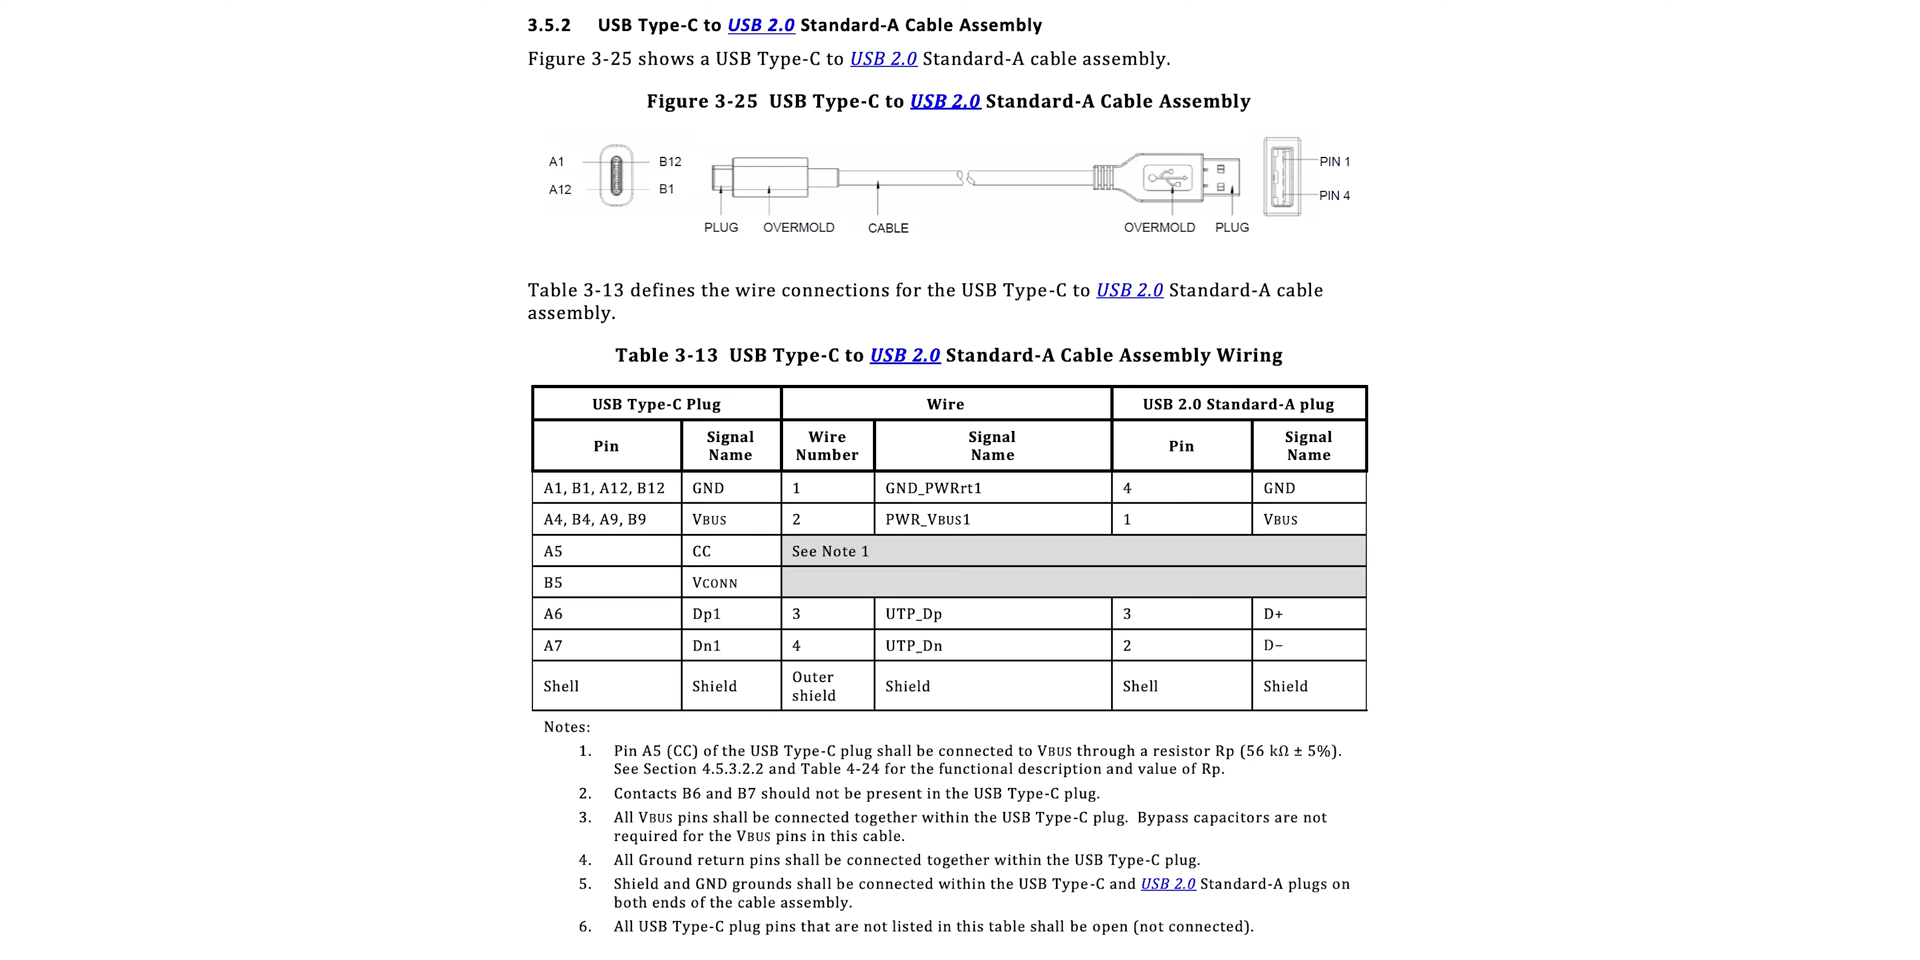 3.5.2 USB Type-C to USB 2.0 Standard-A Cable Assembly
Figure 3-25 shows a USB Type-C to USB 2.0 Standard-A cable assembly.
Figure 3-25 USB Type-C to USB 2.0 Standard-A Cable Assembly
A1 B12 PIN 1
A12 B1 PIN 4
PLUG OVERMOLD CABLE OVERMOLD PLUG
Table 3-13 defines the wire connections for the USB Type-C to USB 2.0 Standard-A cable
assembly.
Table 3-13 USB Type-C to USB 2.0 Standard-A Cable Assembly Wiring
USB Type-C Plug Wire USB 2.0 Standard-A plug
Pin Signal Name Wire Number Signal Name Pin Signal Name
A1, B1, A12, B12 GND 1 GND_PWRrt1 4 GND
A4, B4, A9, B9 VBUS 2 PWR_VBUS1 1 VBUS
A5 CC See Note 1
B5 VCONN
A6 Dp1 3 UTP_Dp 3 D+
A7 Dn1 4 UTP_Dn 2 D−
Shell Shield Outer shield Shield Shell Shield
Notes:
1. Pin A5 (CC) of the USB Type-C plug shall be connected to VBUS through a resistor Rp (56 kΩ ± 5%).
See Section 4.5.3.2.2 and Table 4-24 for the functional description and value of Rp.
2. Contacts B6 and B7 should not be present in the USB Type-C plug.
3. All VBUS pins shall be connected together within the USB Type-C plug. Bypass capacitors are not
required for the VBUS pins in this cable.
4. All Ground return pins shall be connected together within the USB Type-C plug.
5. Shield and GND grounds shall be connected within the USB Type-C and USB 2.0 Standard-A plugs on
both ends of the cable assembly.
6. All USB Type-C plug pins that are not listed in this table shall be open (not connected).